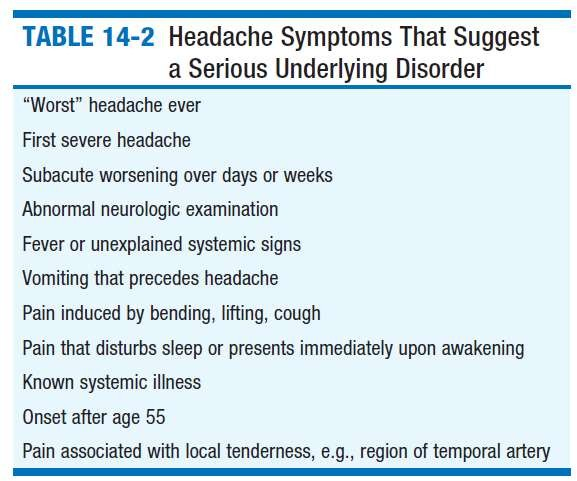 TABLE 14-2 Headache Symptoms That Suggest
a Serious Underlying Disorder
“Worst” headache ever
First severe headache
Subacute worsening over days or weeks
Abnormal neurologic examination
Fever or unexplained systemic signs
Vomiting that precedes headache
Pain induced by bending, lifting, cough
Pain that disturbs sleep or presents immediately upon awakening
Known systemic illness
Onset after age 55
Pain associated with local tenderness, e.g., region of temporal artery